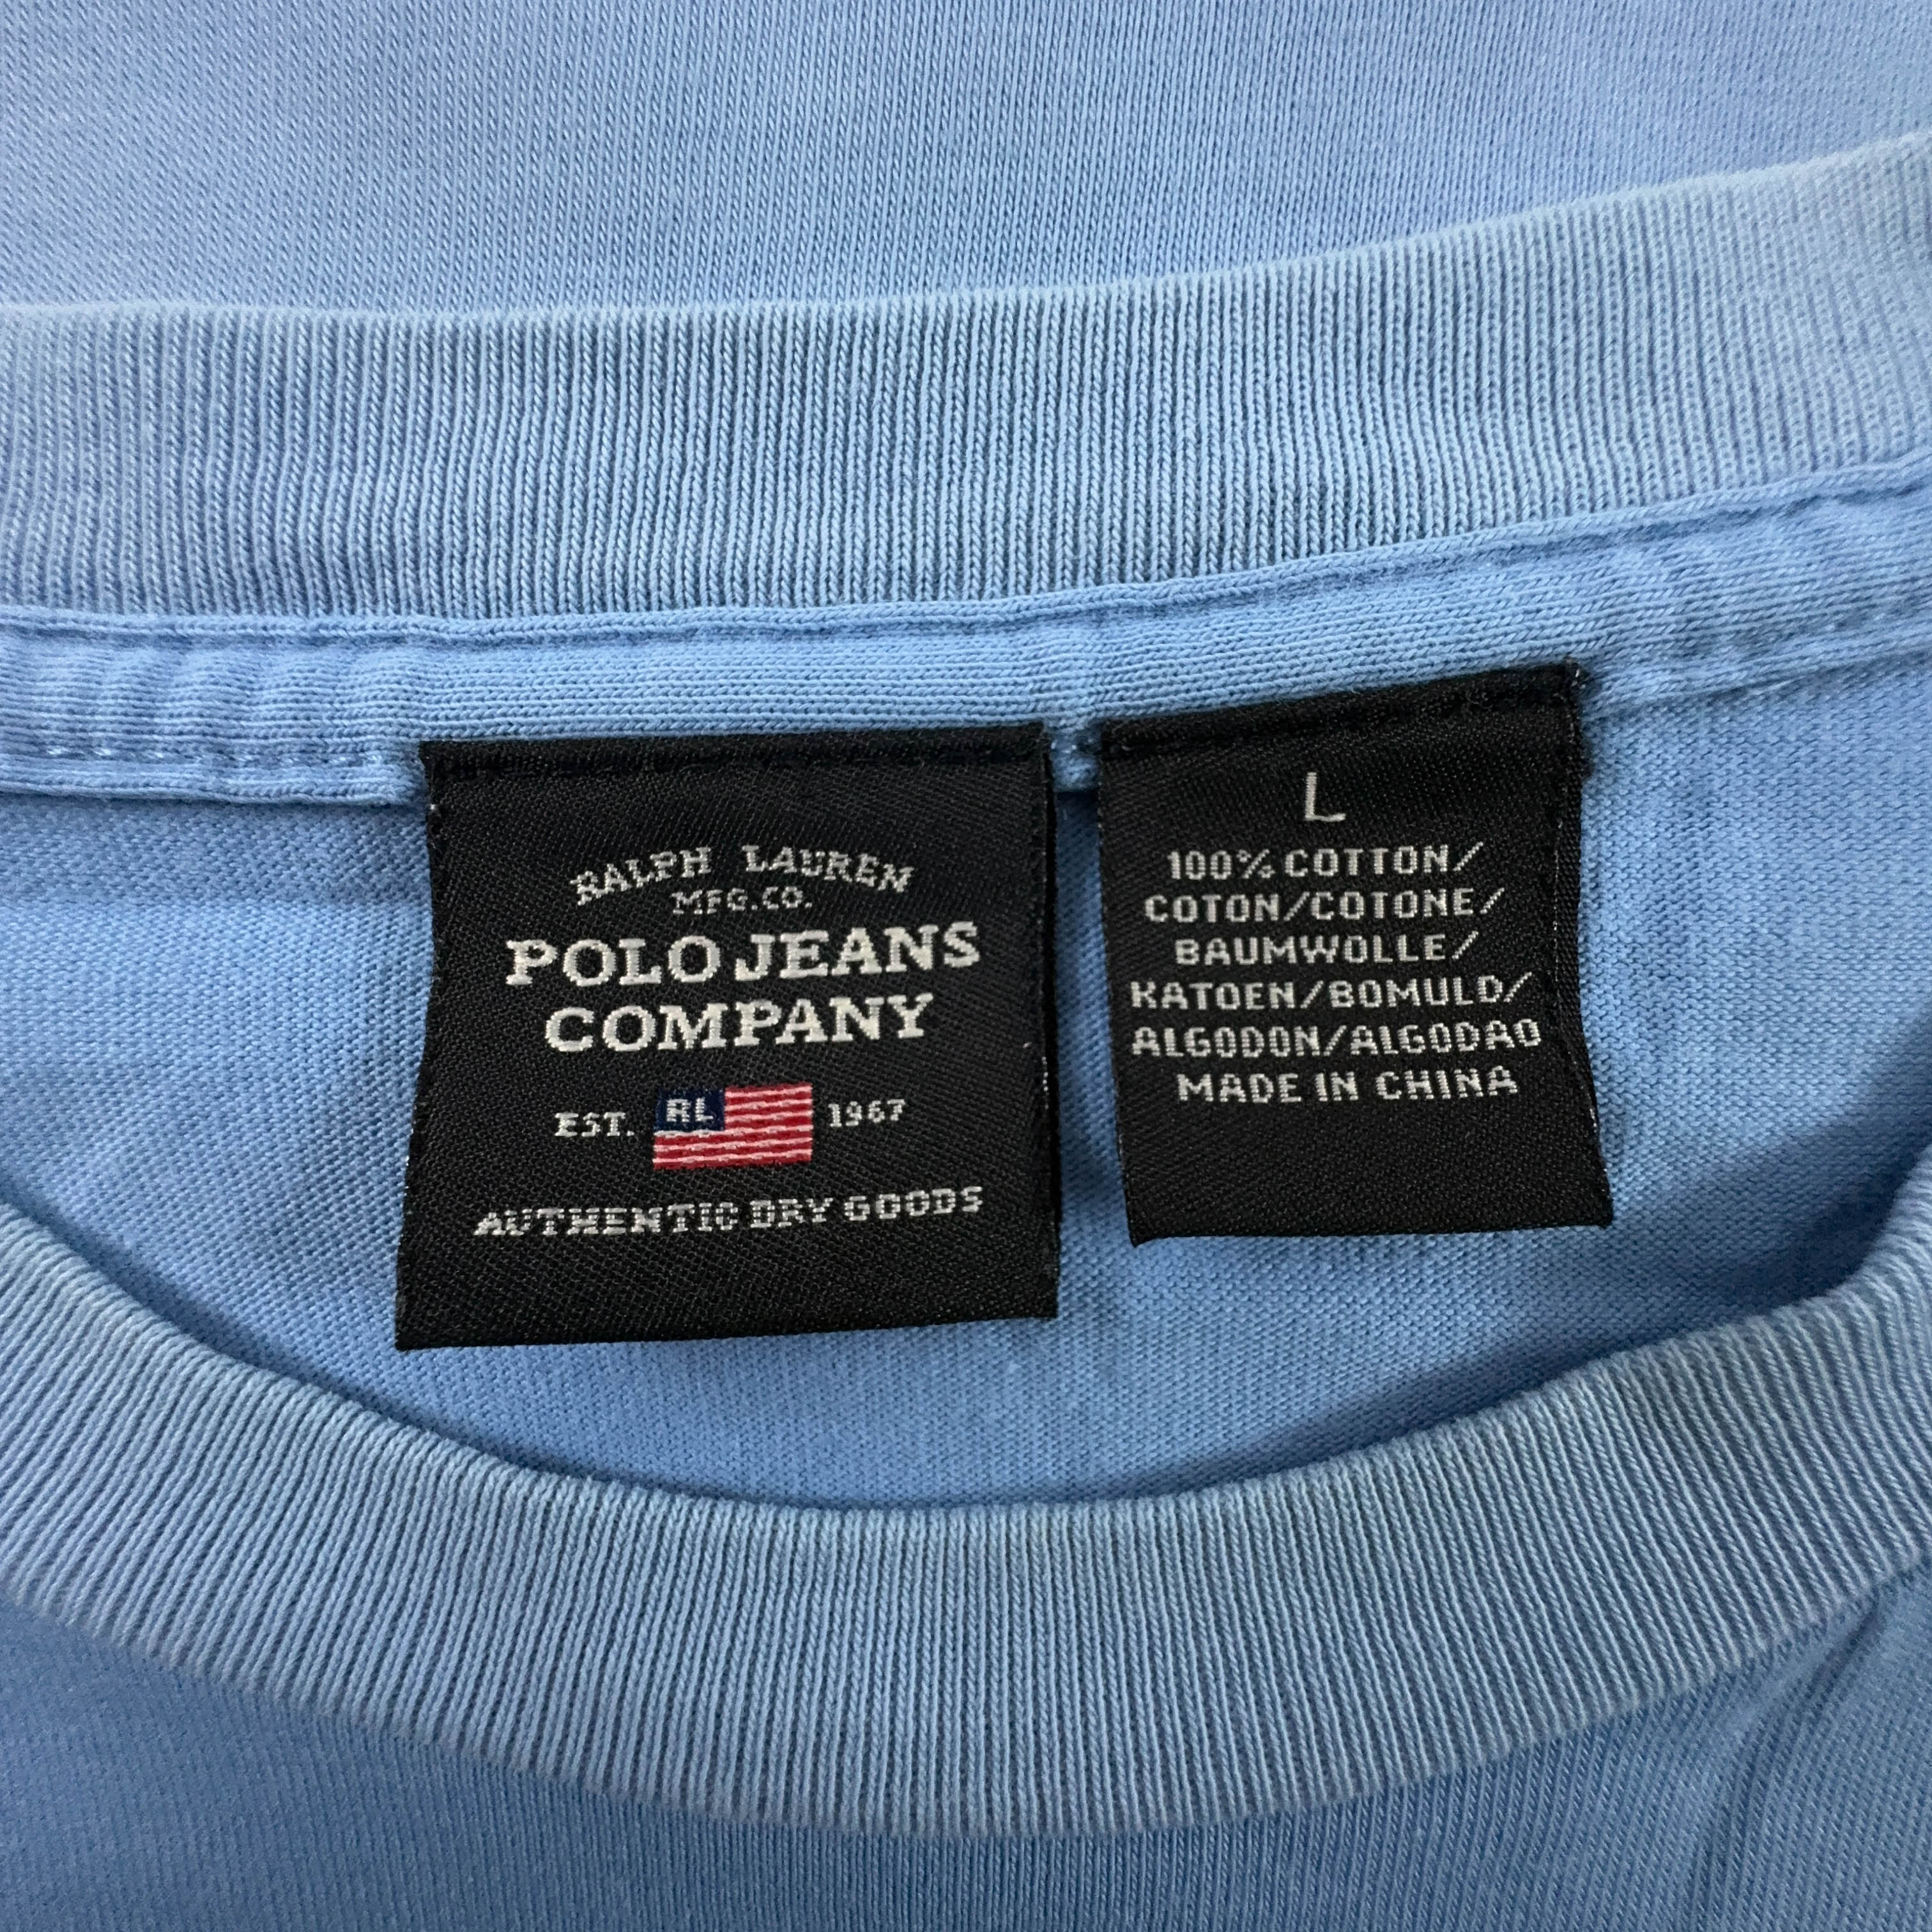 RALPH LAUREN
MFG.CO.
POLO JEANS
COMPANY
EST. RL 1967
AUTHENTIC DRY GOODS
L
100% COTTON/
COTON/COTONE/
BAUMWOLLE/
KATOEN/BOMULD/
ALGODON/ALGODAO
MADE IN CHINA